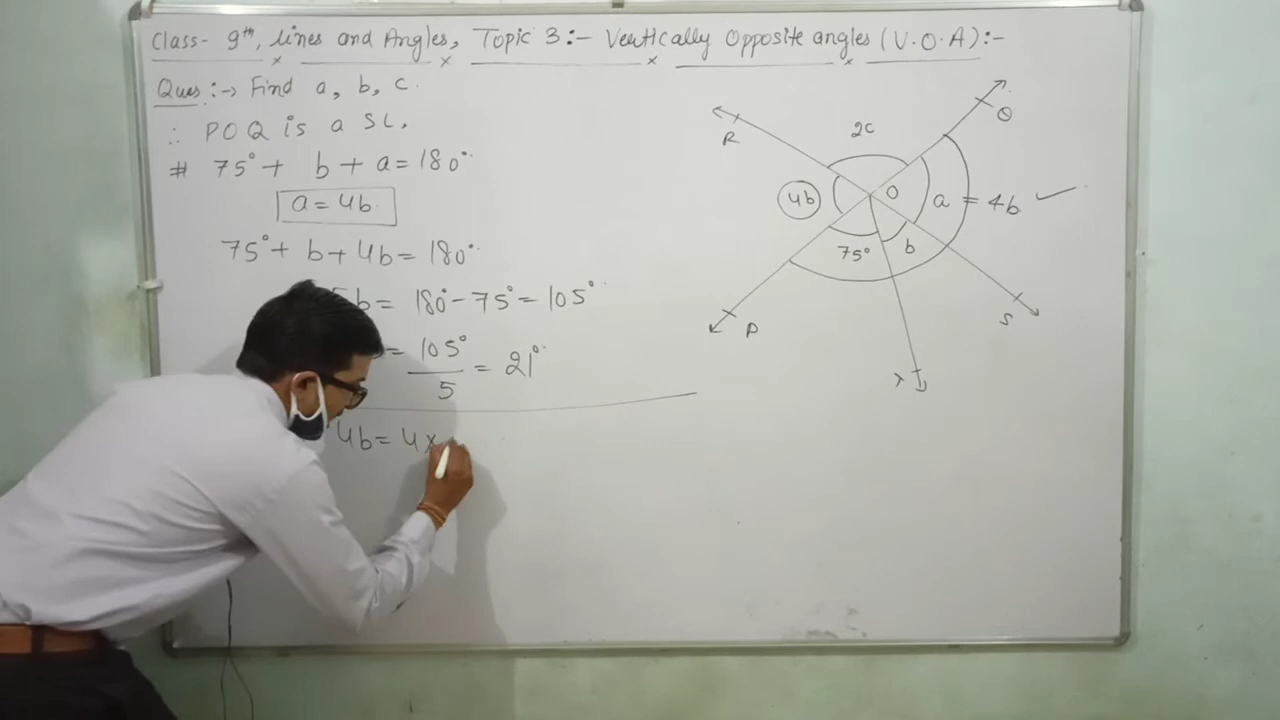 Class- 9th, Lines and Angles, Topic 3:- Vertically Opposite angles (V.O.A):-
Ques:-> Find a, b, c.
∴ POQ is a SL.
# 75° + b + a = 180°
a = 4b
75° + b + 4b = 180°
5b = 180° - 75° = 105°
= 105°/5 = 21°
4b = 4×
R
2c
Q
4b
O
a = 4b ✓
75°
b
P
S